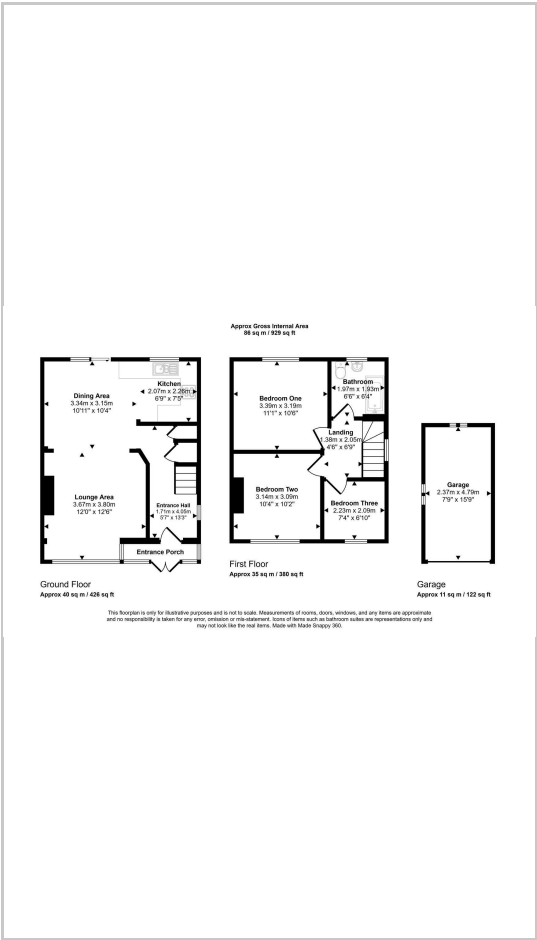 Approx Gross Internal Area
86 sq m / 929 sq ft
Kitchen
2.07m x 2.26m
6'9" x 7'5"
Dining Area
3.34m x 3.15m
10'11" x 10'4"
Lounge Area
3.67m x 3.80m
12'0" x 12'6"
Entrance Hall
1.71m x 4.05m
5'7" x 13'3"
Entrance Porch
Ground Floor
Approx 40 sq m / 426 sq ft
Bedroom One
3.39m x 3.19m
11'1" x 10'6"
Bathroom
1.97m x 1.93m
6'6" x 6'4"
Landing
1.38m x 2.05m
4'6" x 6'9"
Bedroom Two
3.14m x 3.09m
10'4" x 10'2"
Bedroom Three
2.23m x 2.09m
7'4" x 6'10"
First Floor
Approx 35 sq m / 380 sq ft
Garage
2.37m x 4.79m
7'9" x 15'9"
Garage
Approx 11 sq m / 122 sq ft
This floorplan is only for illustrative purposes and is not to scale. Measurements of rooms, doors, windows, and any items are approximate
and no responsibility is taken for any error, omission or mis-statement. Icons of items such as bathroom suites are representations only and
may not look like the real items. Made with Made Snappy 360.